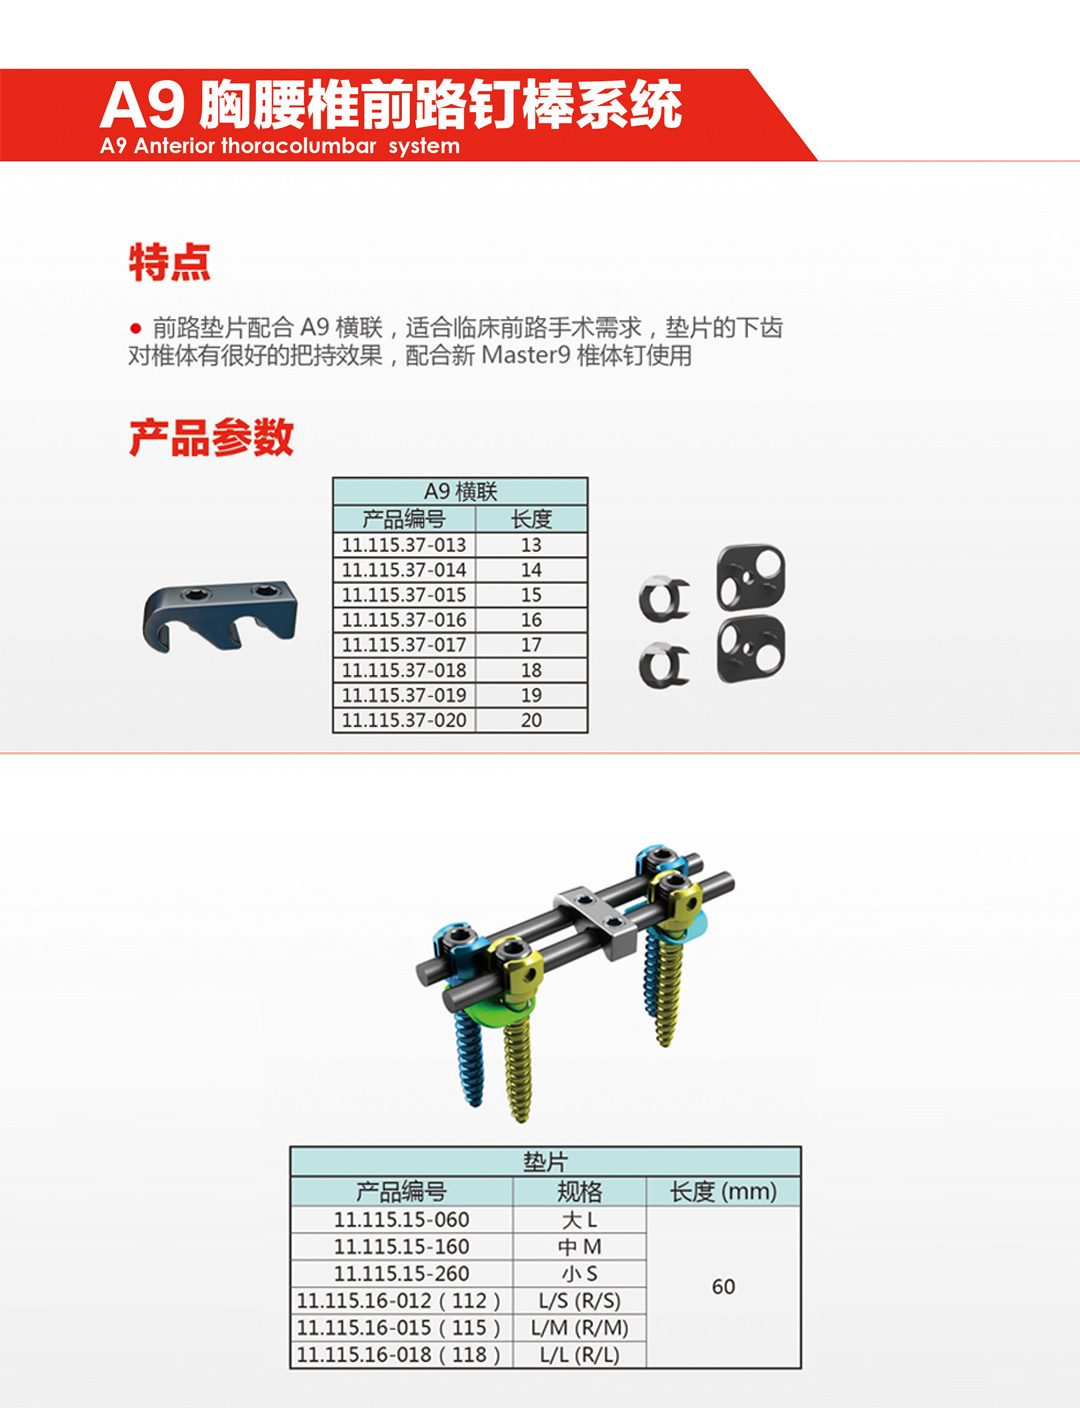 A9 胸腰椎前路钉棒系统
A9 Anterior thoracolumbar system
特点
● 前路垫片配合 A9 横联，适合临床前路手术需求，垫片的下齿
对椎体有很好的把持效果，配合新 Master9 椎体钉使用
产品参数
A9 横联
产品编号 长度
11.115.37-013 13
11.115.37-014 14
11.115.37-015 15
11.115.37-016 16
11.115.37-017 17
11.115.37-018 18
11.115.37-019 19
11.115.37-020 20
垫片
产品编号 规格 长度 (mm)
11.115.15-060 大 L
11.115.15-160 中 M
11.115.15-260 小 S
60
11.115.16-012（112） L/S (R/S)
11.115.16-015（115） L/M (R/M)
11.115.16-018（118） L/L (R/L)